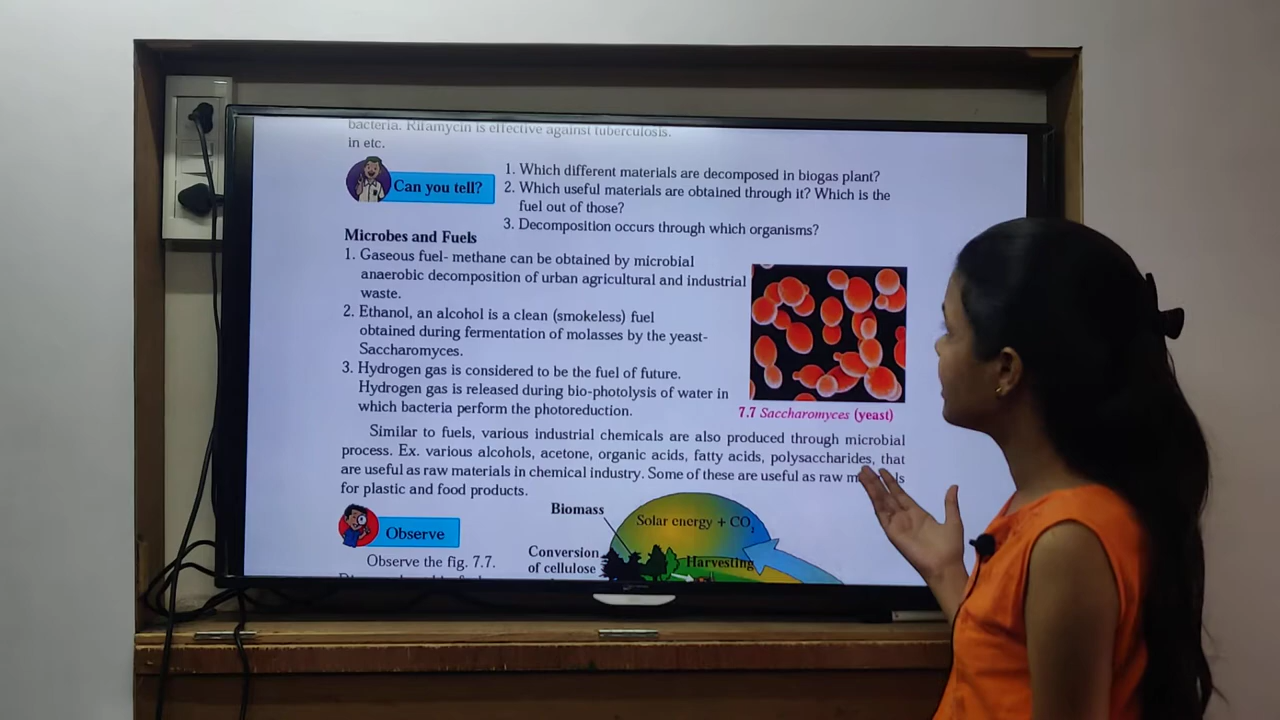 bacteria. Rifamycin is effective against tuberculosis.
in etc.
Can you tell?
1. Which different materials are decomposed in biogas plant?
2. Which useful materials are obtained through it? Which is the
fuel out of those?
3. Decomposition occurs through which organisms?
Microbes and Fuels
1. Gaseous fuel- methane can be obtained by microbial
anaerobic decomposition of urban agricultural and industrial
waste.
2. Ethanol, an alcohol is a clean (smokeless) fuel
obtained during fermentation of molasses by the yeast-
Saccharomyces.
3. Hydrogen gas is considered to be the fuel of future.
Hydrogen gas is released during bio-photolysis of water in
which bacteria perform the photoreduction.
7.7 Saccharomyces (yeast)
Similar to fuels, various industrial chemicals are also produced through microbial
process. Ex. various alcohols, acetone, organic acids, fatty acids, polysaccharides, that
are useful as raw materials in chemical industry. Some of these are useful as raw
for plastic and food products.
Observe
Observe the fig. 7.7.
Biomass
Solar energy + CO2
Conversion
of cellulose
Harvesting